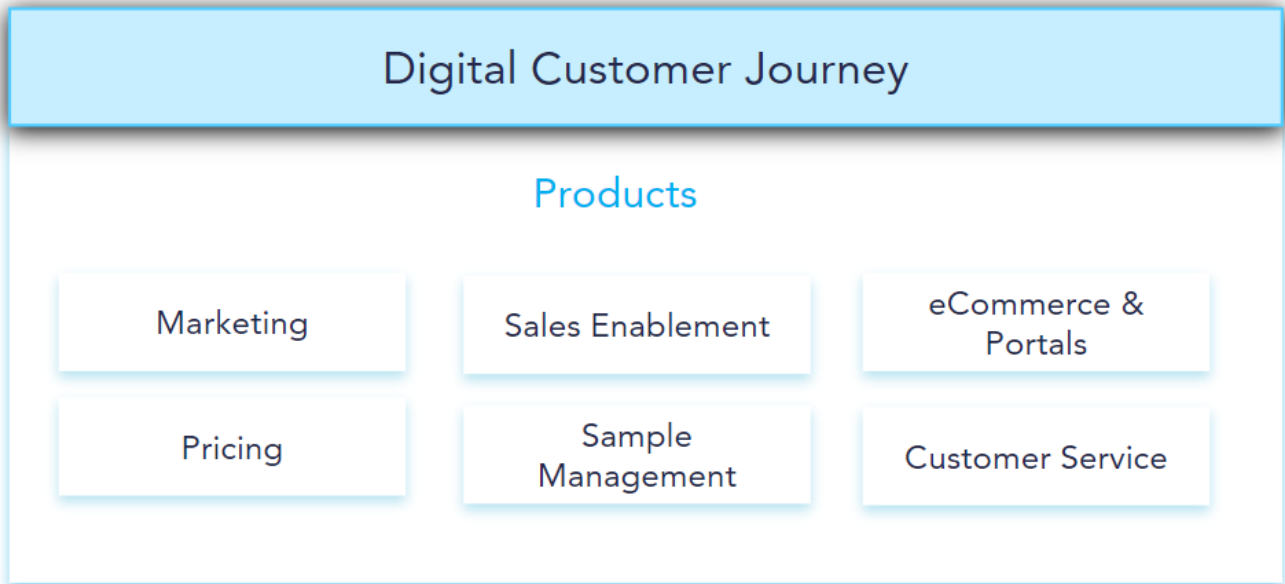 Digital Customer Journey
Products
Marketing
Sales Enablement
eCommerce &
Portals
Pricing
Sample
Management
Customer Service